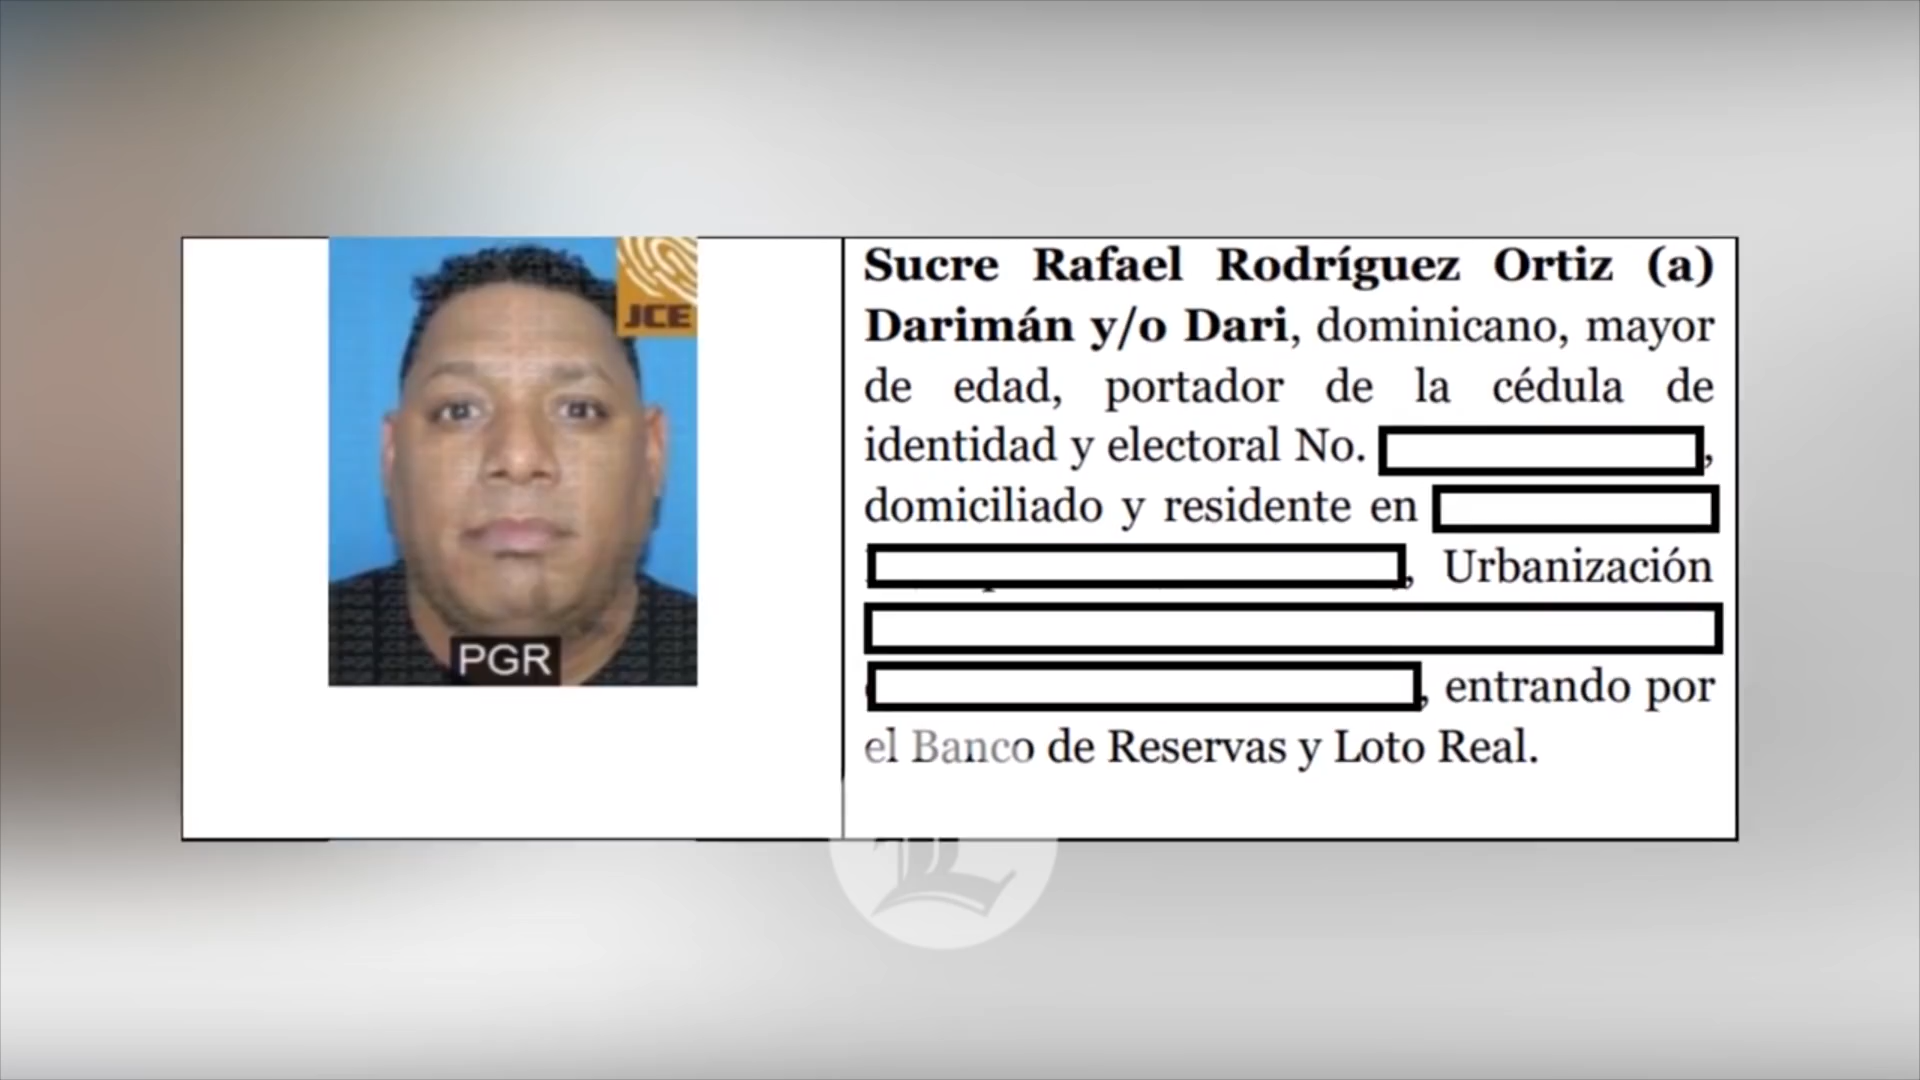 JCE
PGR
Sucre Rafael Rodríguez Ortiz (a)
Darimán y/o Dari, dominicano, mayor
de edad, portador de la cédula de
identidad y electoral No. ,
domiciliado y residente en
, Urbanización
, entrando por
el Banco de Reservas y Loto Real.
L